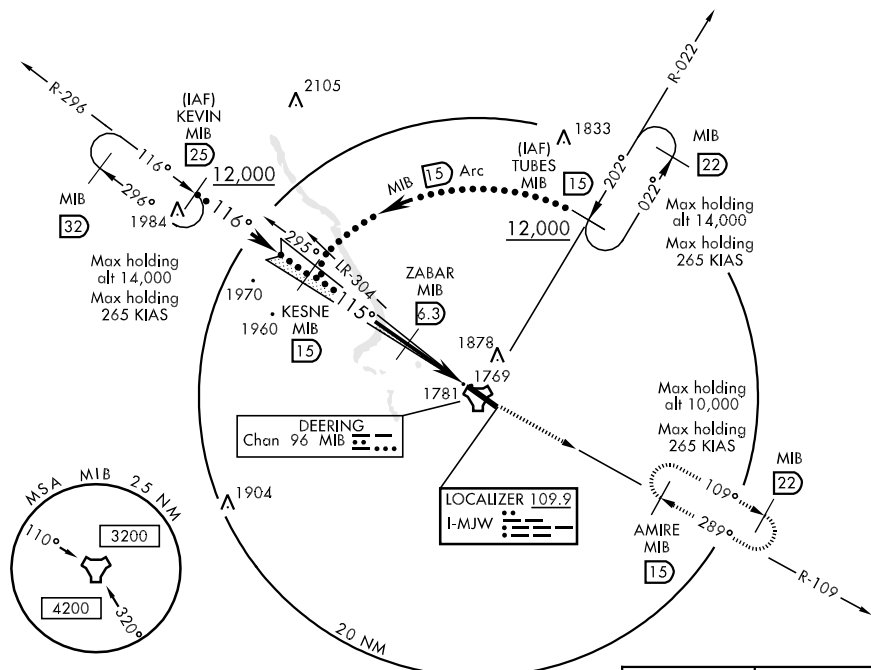 R-296
(IAF)
KEVIN
MIB
25
12,000
2105
116°
296°
MIB
32
1984
116°
Max holding
alt 14,000
Max holding
265 KIAS
1970
1960
295°
LR-304
115°
KESNE
MIB
15
MIB 15 Arc
ZABAR
MIB
6.3
1833
(IAF)
TUBES
MIB
15
12,000
R-022
202°
022°
MIB
22
Max holding
alt 14,000
Max holding
265 KIAS
1878
1769
1781
DEERING
Chan 96 MIB
LOCALIZER 109.9
I-MJW
Max holding
alt 10,000
Max holding
265 KIAS
MIB
22
109°
289°
AMIRE
MIB
15
R-109
1904
MSA MIB 25 NM
110°
3200
4200
320°
20 NM